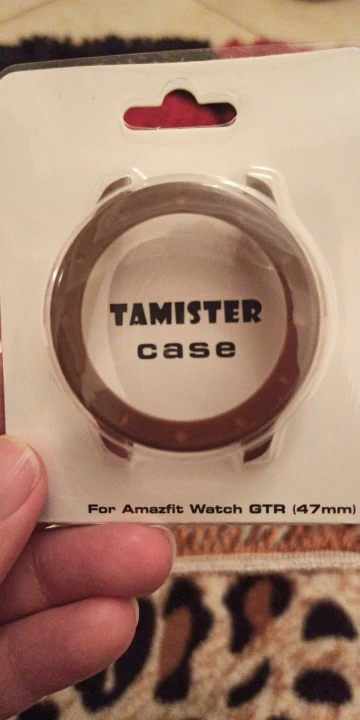 TAMISTER
case
For Amazfit Watch GTR (47mm)